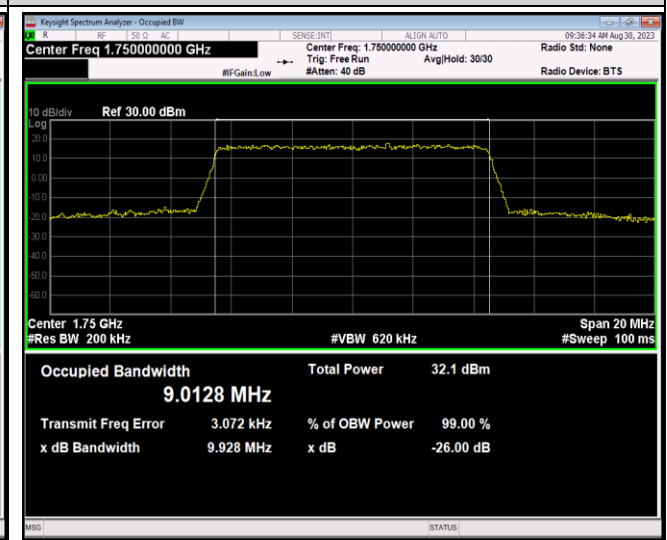 Keysight Spectrum Analyzer - Occupied BW
R RF 50 Ω AC SENSE:INT ALIGN AUTO 09:36:34 AM Aug 30, 2023
Center Freq 1.750000000 GHz Center Freq: 1.750000000 GHz Radio Std: None
Trig: Free Run Avg|Hold: 30/30
#IFGain:Low #Atten: 40 dB Radio Device: BTS
10 dB/div Ref 30.00 dBm
Log
20.0
10.0
0.00
-10.0
-20.0
-30.0
-40.0
-50.0
-60.0
Center 1.75 GHz Span 20 MHz
#Res BW 200 kHz #VBW 620 kHz #Sweep 100 ms
Occupied Bandwidth Total Power 32.1 dBm
9.0128 MHz
Transmit Freq Error 3.072 kHz % of OBW Power 99.00 %
x dB Bandwidth 9.928 MHz x dB -26.00 dB
MSG STATUS